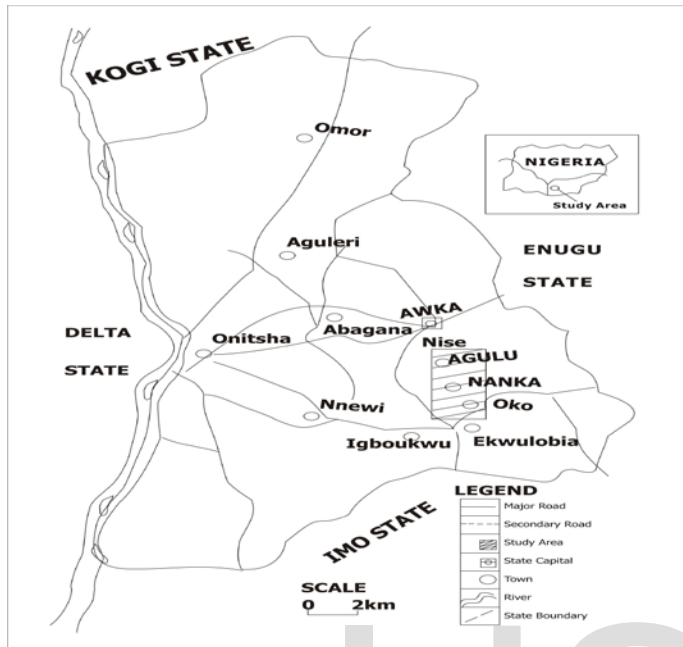 KOGI STATE
Omor
NIGERIA
Study Area
Aguleri
ENUGU
STATE
AWKA
Abagana
DELTA
STATE
Onitsha
Nise
AGULU
NANKA
Oko
Nnewi
Igboukwu
Ekwulobia
IMO STATE
LEGEND
Major Road
Secondary Road
Study Area
State Capital
Town
River
State Boundary
SCALE
0 2km